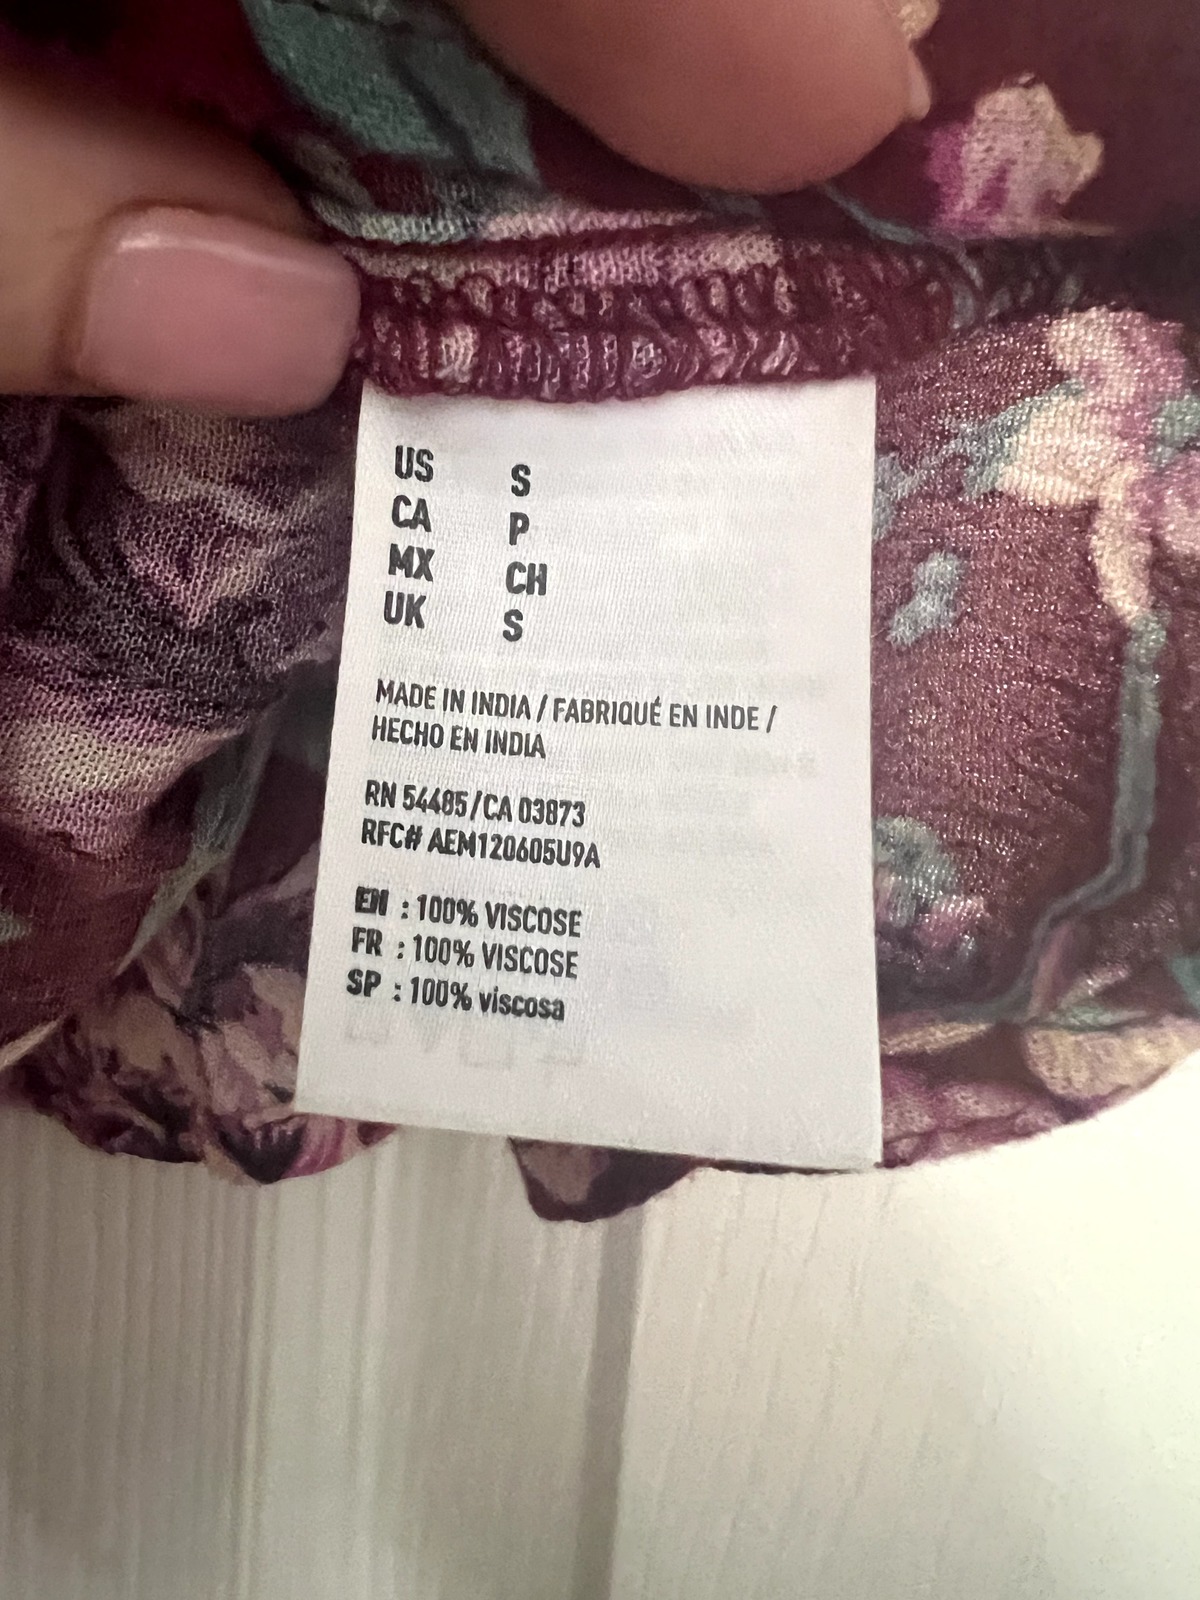 US S
CA P
MX CH
UK S
MADE IN INDIA / FABRIQUÉ EN INDE /
HECHO EN INDIA
RN 54485/CA 03873
RFC# AEM120605U9A
EN : 100% VISCOSE
FR : 100% VISCOSE
SP : 100% viscosa